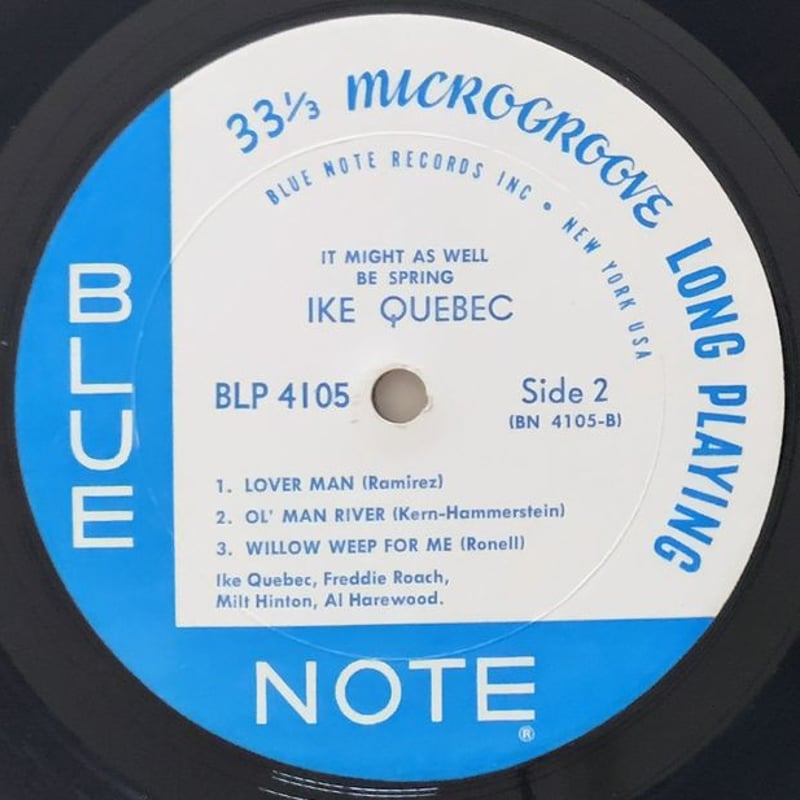 33⅓ MICROGROOVE LONG PLAYING
BLUE NOTE RECORDS INC • NEW YORK USA
IT MIGHT AS WELL
BE SPRING
IKE QUEBEC
BLP 4105
Side 2
(BN 4105-B)
1. LOVER MAN (Ramirez)
2. OL' MAN RIVER (Kern-Hammerstein)
3. WILLOW WEEP FOR ME (Ronell)
Ike Quebec, Freddie Roach,
Milt Hinton, Al Harewood.
BLUE
NOTE
®